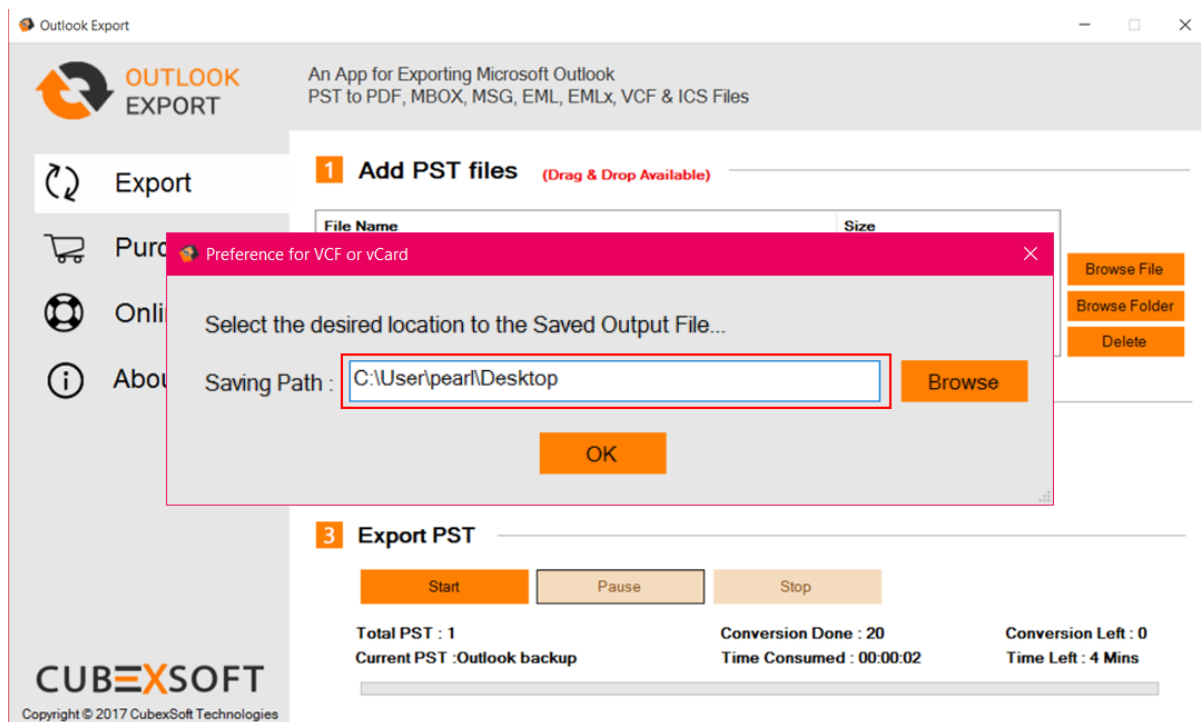 Outlook Export
OUTLOOK
EXPORT
An App for Exporting Microsoft Outlook
PST to PDF, MBOX, MSG, EML, EMLx, VCF & ICS Files
Export
1 Add PST files (Drag & Drop Available)
File Name Size
Browse File
Browse Folder
Delete
Preference for VCF or vCard
Select the desired location to the Saved Output File...
Saving Path : C:\User\pearl\Desktop Browse
OK
3 Export PST
Start Pause Stop
Total PST : 1 Conversion Done : 20 Conversion Left : 0
Current PST :Outlook backup Time Consumed : 00:00:02 Time Left : 4 Mins
CUBEXSOFT
Copyright © 2017 CubexSoft Technologies